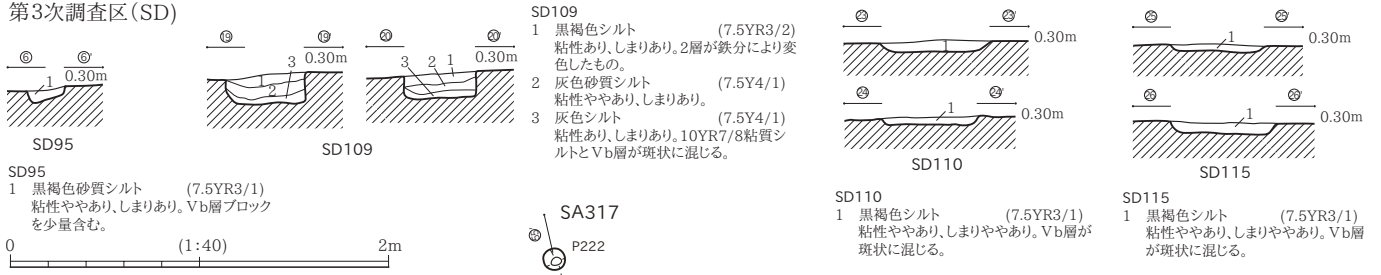 第3次調査区(SD)
⑥ ⑥'
1 0.30m
SD95
⑲ ⑲'
3
2
⑳ ⑳'
0.30m
3 2 1
SD109
SD109
1 黒褐色シルト (7.5YR3/2)
粘性あり、しまりあり。2層が鉄分により変
色したもの。
2 灰色砂質シルト (7.5Y4/1)
粘性ややあり、しまりあり。
3 灰色シルト (7.5Y4/1)
粘性あり、しまりあり。10YR7/8粘質シ
ルトとⅤb層が斑状に混じる。
㉓ ㉓'
0.30m
1
㉔ ㉔'
1 0.30m
SD110
㉕ ㉕'
1 0.30m
㉖ ㉖'
1 0.30m
SD115
SD95
1 黒褐色砂質シルト (7.5YR3/1)
粘性ややあり、しまりあり。Ⅴb層ブロック
を少量含む。
0 (1:40) 2m
SA317
P222
SD110
1 黒褐色シルト (7.5YR3/1)
粘性ややあり、しまりややあり。Ⅴb層が
斑状に混じる。
SD115
1 黒褐色シルト (7.5YR3/1)
粘性ややあり、しまりややあり。Ⅴb層
が斑状に混じる。